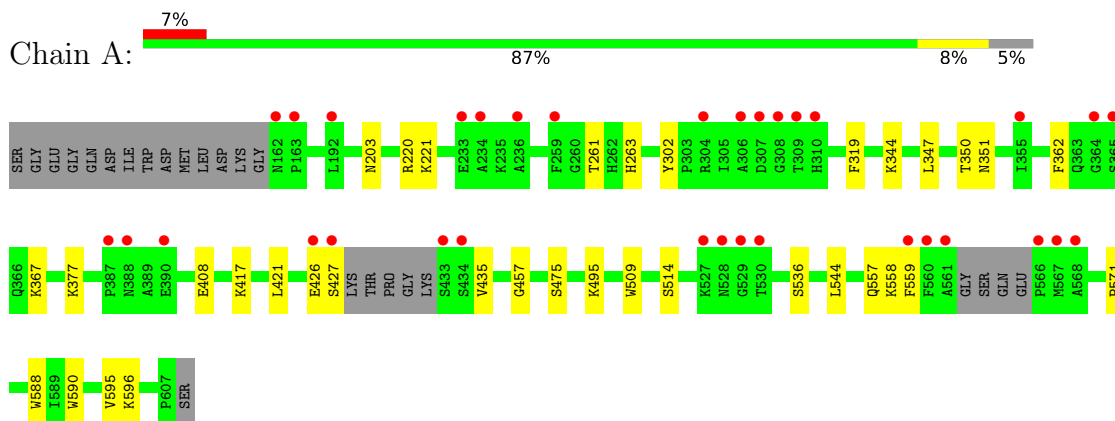 7%
Chain A:
87% 8% 5%
SER GLY GLU GLY GLN ASP ILE TRP ASP MET LEU ASP LYS GLY N162 P163 L192 N203 R220 K221 E233 A234 K235 A236 F259 G260 T261 H262 H263 Y302 P303 R304 I305 A306 D307 G308 T309 H310 F319 K344 L347 T350 N351 I355 F362 Q363 G364 S365
Q366 K367 K377 P387 N388 A389 E390 E408 K417 L421 E426 S427 LYS THR PRO GLY LYS S433 S434 V435 G457 S475 K495 W509 S514 K527 N528 G529 T530 S536 L544 Q557 K558 F559 F560 A561 GLY SER GLN GLU P566 M567 A568
W588 I589 W590 V595 K596 P607 SER